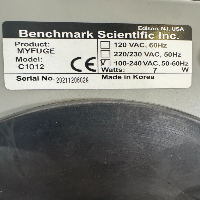 Edison, NJ, USA
Benchmark Scientific Inc.
Product:
MYFUGE
Model:
C1012
120 VAC, 60Hz
220/230 VAC, 50Hz
100-240 VAC, 50-60Hz
Watts: 7 W
CE
Serial No.
Made in Korea